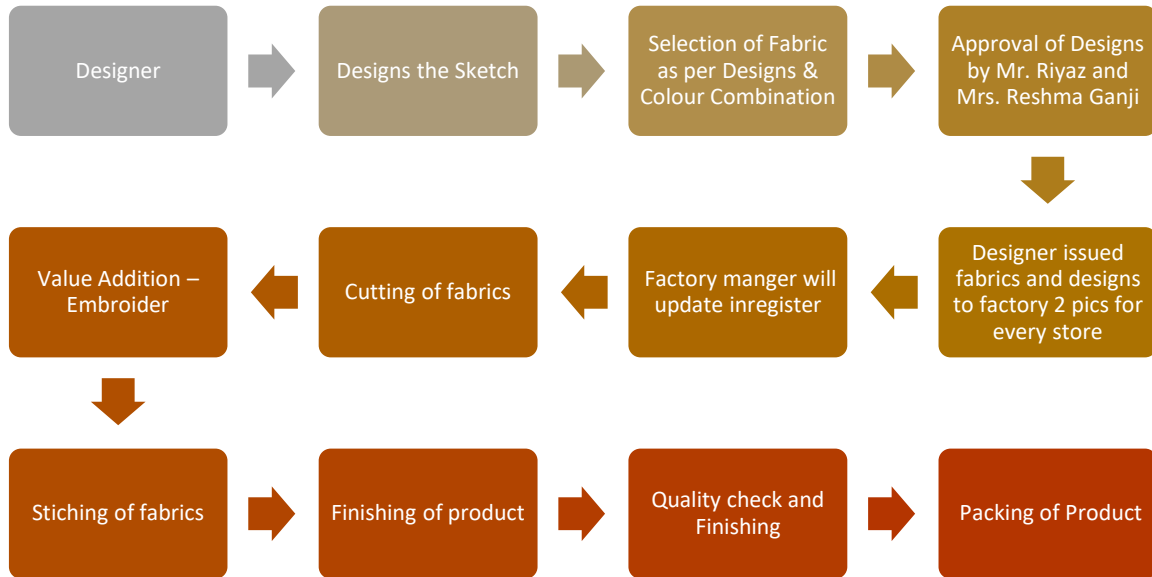 Designer
Designs the Sketch
Selection of Fabric
as per Designs &
Colour Combination
Approval of Designs
by Mr. Riyaz and
Mrs. Reshma Ganji
Designer issued
fabrics and designs
to factory 2 pics for
every store
Factory manger will
update inregister
Cutting of fabrics
Value Addition –
Embroider
Stiching of fabrics
Finishing of product
Quality check and
Finishing
Packing of Product